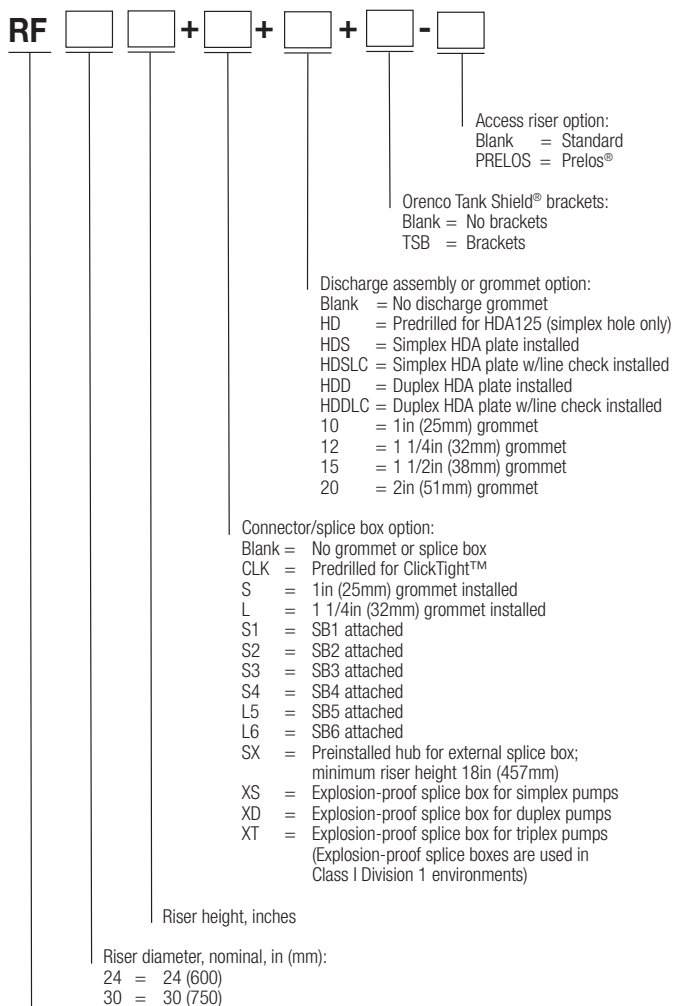 RF + + + -
Access riser option:
Blank = Standard
PRELOS = Prelos®
Orenco Tank Shield® brackets:
Blank = No brackets
TSB = Brackets
Discharge assembly or grommet option:
Blank = No discharge grommet
HD = Predrilled for HDA125 (simplex hole only)
HDS = Simplex HDA plate installed
HDSLC = Simplex HDA plate w/line check installed
HDD = Duplex HDA plate installed
HDDLC = Duplex HDA plate w/line check installed
10 = 1in (25mm) grommet
12 = 1 1/4in (32mm) grommet
15 = 1 1/2in (38mm) grommet
20 = 2in (51mm) grommet
Connector/splice box option:
Blank = No grommet or splice box
CLK = Predrilled for ClickTight™
S = 1in (25mm) grommet installed
L = 1 1/4in (32mm) grommet installed
S1 = SB1 attached
S2 = SB2 attached
S3 = SB3 attached
S4 = SB4 attached
L5 = SB5 attached
L6 = SB6 attached
SX = Preinstalled hub for external splice box;
minimum riser height 18in (457mm)
XS = Explosion-proof splice box for simplex pumps
XD = Explosion-proof splice box for duplex pumps
XT = Explosion-proof splice box for triplex pumps
(Explosion-proof splice boxes are used in
Class I Division 1 environments)
Riser height, inches
Riser diameter, nominal, in (mm):
24 = 24 (600)
30 = 30 (750)